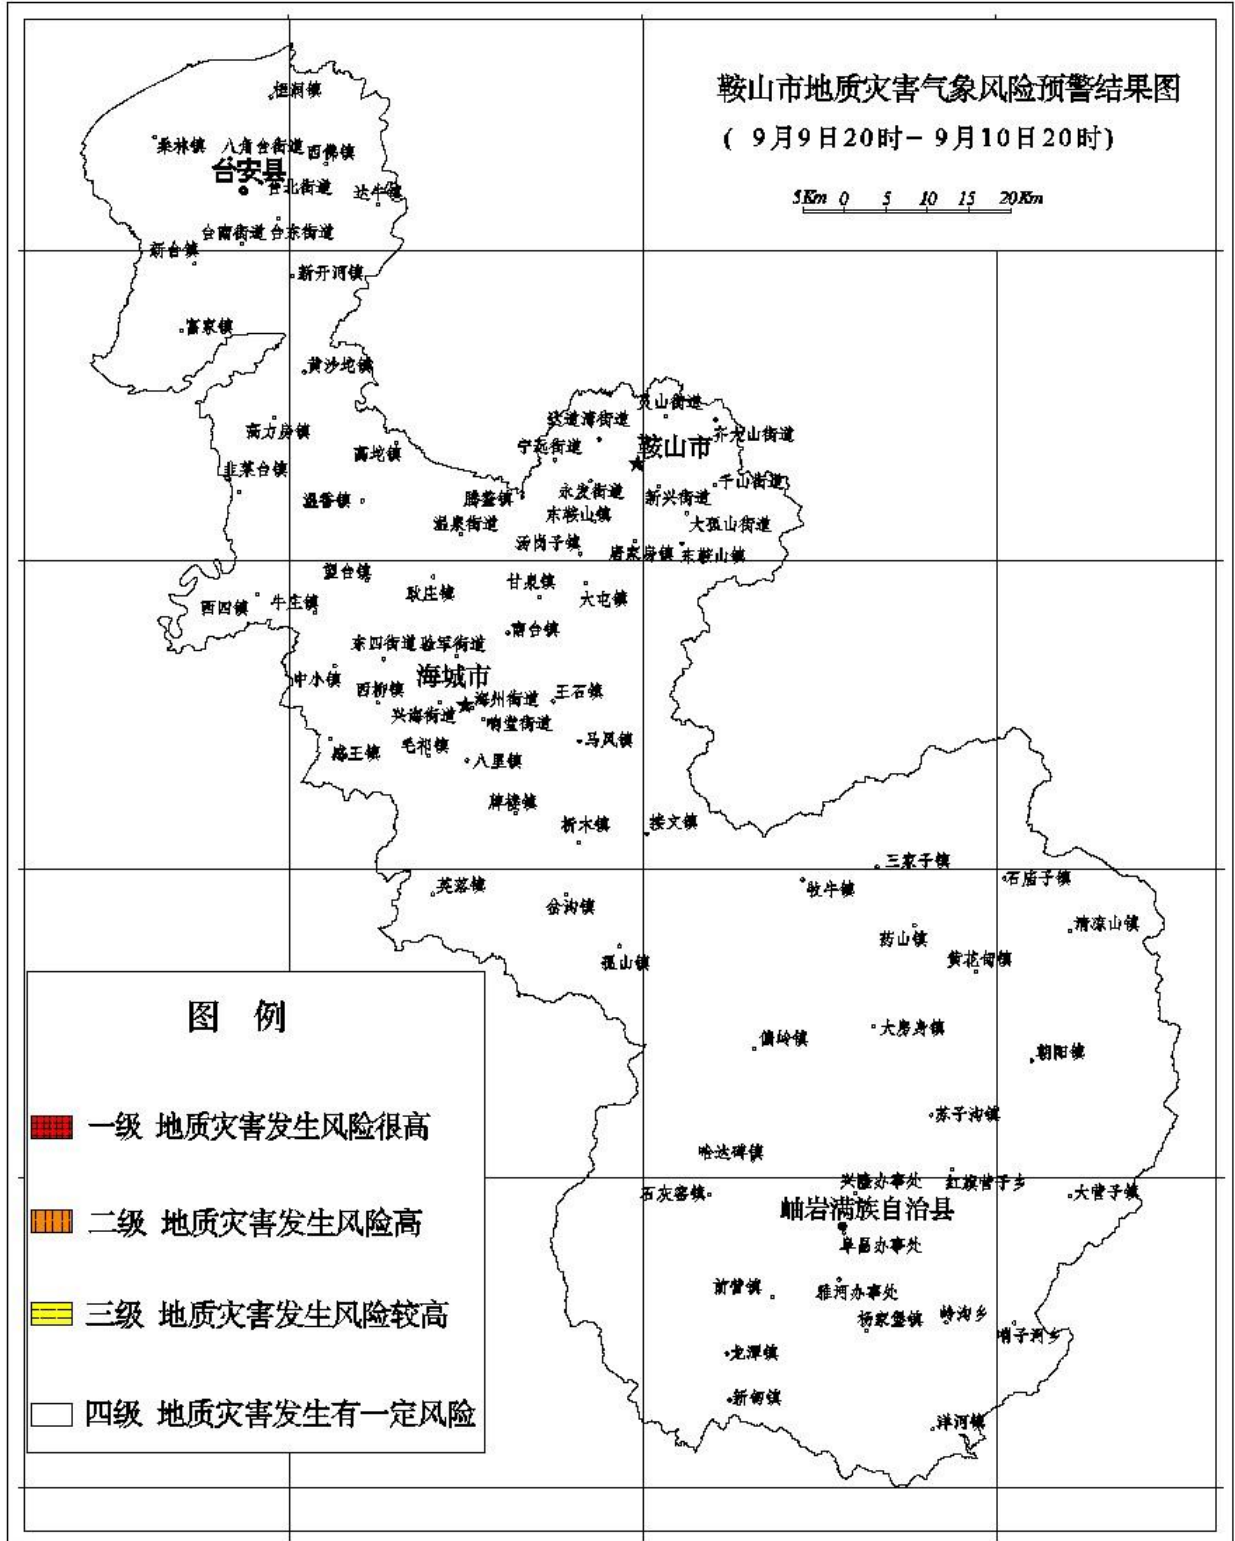 鞍山市地质灾害气象风险预警结果图
( 9月9日20时－9月10日20时)
5Km 0 5 10 15 20Km
桓洞镇
桑林镇 八角台街道 西佛镇
台安县
台北街道 达牛镇
台南街道 台东街道
新台镇
新开河镇
富家镇
黄沙坨镇
灵山街道
达道湾街道
高力房镇 齐大山街道
宁远街道 鞍山市
高坨镇
韭菜台镇
千山街道
温香镇 腾鳌镇 永发街道 新兴街道
东鞍山镇
温泉街道 大孤山街道
汤岗子镇 唐家房镇 东鞍山镇
望台镇 甘泉镇
耿庄镇 大屯镇
西四镇 牛庄镇
南台镇
东四街道 验军街道
中小镇 海城市
西柳镇 海州街道 王石镇
兴海街道 响堂街道
感王镇 毛祁镇 马风镇
八里镇
牌楼镇
析木镇 接文镇
三家子镇
英落镇 牧牛镇 石庙子镇
岔沟镇
清凉山镇
药山镇
孤山镇 黄花甸镇
偏岭镇 大房身镇
朝阳镇
苏子沟镇
哈达碑镇
石灰窑镇 兴隆办事处 红旗营子乡 大营子镇
岫岩满族自治县
阜昌办事处
前营镇 雅河办事处
杨家堡镇 岭沟乡
哨子河乡
龙潭镇
新甸镇
洋河镇
图 例
一级 地质灾害发生风险很高
二级 地质灾害发生风险高
三级 地质灾害发生风险较高
四级 地质灾害发生有一定风险